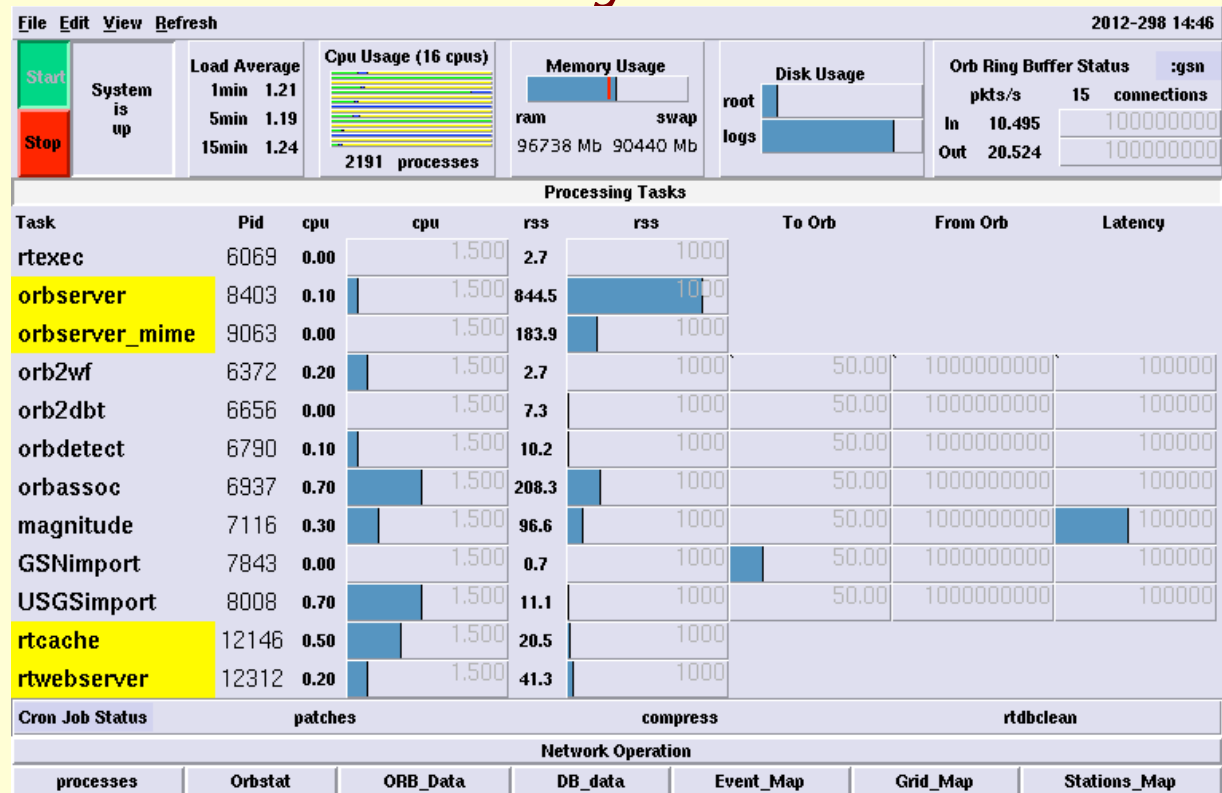 File Edit View Refresh 2012-298 14:46
Start
Stop
System
is
up
Load Average
1min 1.21
5min 1.19
15min 1.24
Cpu Usage (16 cpus)
2191 processes
Memory Usage
ram swap
96738 Mb 90440 Mb
Disk Usage
root
logs
Orb Ring Buffer Status :gsn
pkts/s 15 connections
In 10.495 100000000
Out 20.524 100000000
Processing Tasks
Task Pid cpu cpu rss rss To Orb From Orb Latency
rtexec 6069 0.00 1.500 2.7 1000
orbserver 8403 0.10 1.500 844.5 1000
orbserver_mime 9063 0.00 1.500 183.9 1000
orb2wf 6372 0.20 1.500 2.7 1000 50.00 1000000000 100000
orb2dbt 6656 0.00 1.500 7.3 1000 50.00 1000000000 100000
orbdetect 6790 0.10 1.500 10.2 1000 50.00 1000000000 100000
orbassoc 6937 0.70 1.500 208.3 1000 50.00 1000000000 100000
magnitude 7116 0.30 1.500 96.6 1000 50.00 1000000000 100000
GSNimport 7843 0.00 1.500 0.7 1000 50.00 1000000000 100000
USGSimport 8008 0.70 1.500 11.1 1000 50.00 1000000000 100000
rtcache 12146 0.50 1.500 20.5 1000
rtwebserver 12312 0.20 1.500 41.3 1000
Cron Job Status patches compress rtdbclean
Network Operation
processes Orbstat ORB_Data DB_data Event_Map Grid_Map Stations_Map